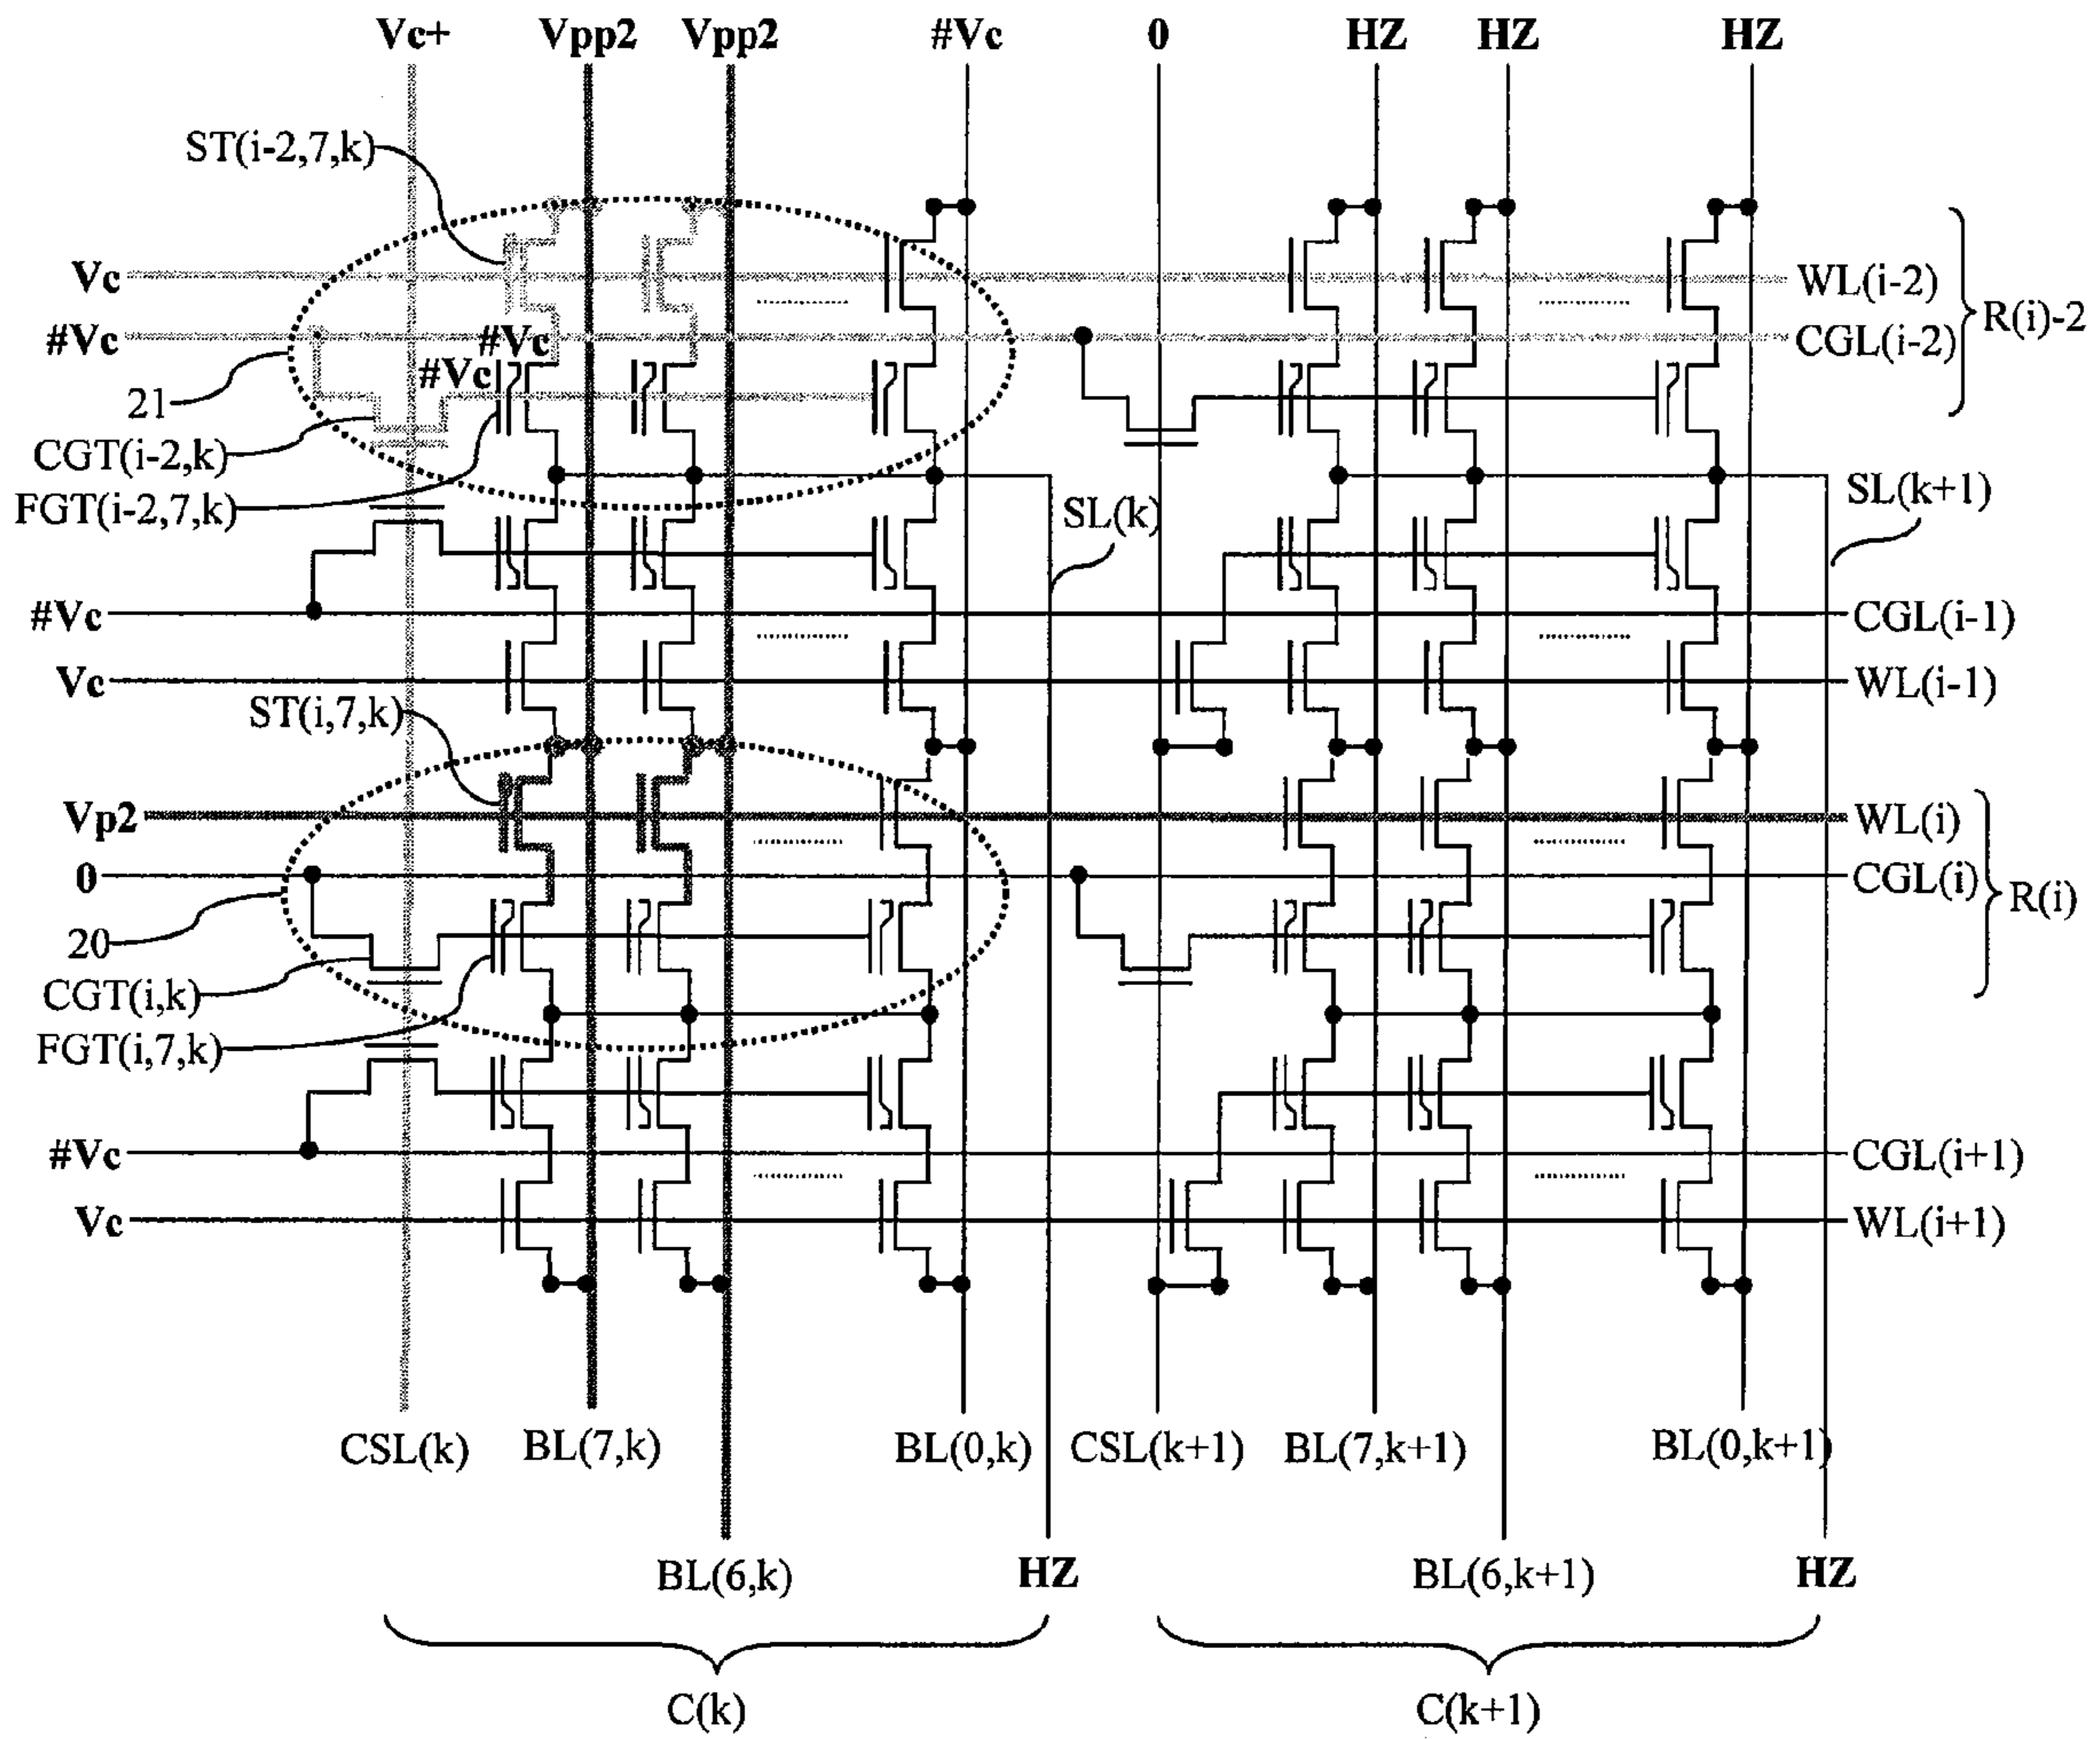 Vc+ Vpp2 Vpp2 #Vc 0 HZ HZ HZ
ST(i-2,7,k)
Vc WL(i-2)
#Vc #Vc CGL(i-2) R(i)-2
#Vc
21
CGT(i-2,k)
FGT(i-2,7,k) SL(k) SL(k+1)
#Vc CGL(i-1)
Vc WL(i-1)
ST(i,7,k)
Vp2 WL(i)
0 CGL(i) R(i)
20
CGT(i,k)
FGT(i,7,k)
#Vc CGL(i+1)
Vc WL(i+1)
CSL(k) BL(7,k) BL(0,k) CSL(k+1) BL(7,k+1) BL(0,k+1)
BL(6,k) HZ BL(6,k+1) HZ
C(k) C(k+1)